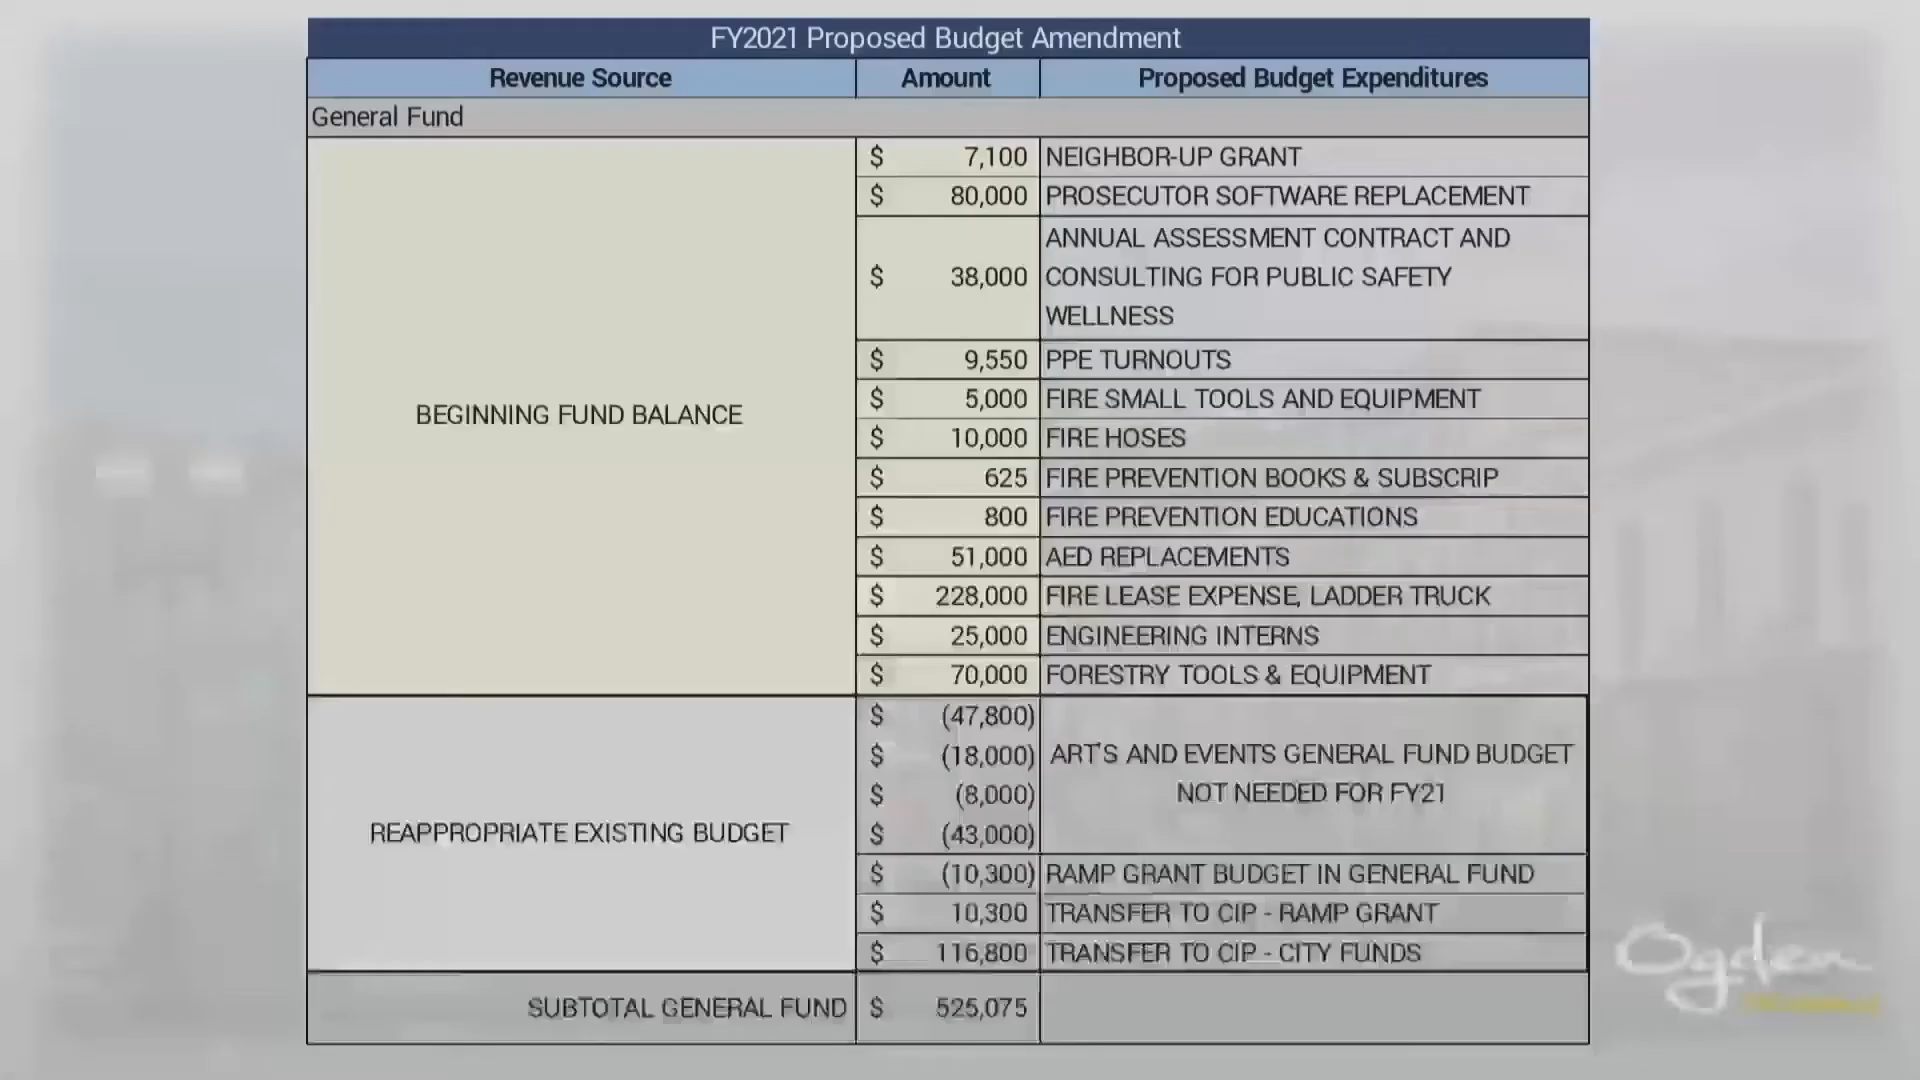 FY2021 Proposed Budget Amendment
Revenue Source Amount Proposed Budget Expenditures
General Fund
BEGINNING FUND BALANCE
$ 7,100 NEIGHBOR-UP GRANT
$ 80,000 PROSECUTOR SOFTWARE REPLACEMENT
$ 38,000 ANNUAL ASSESSMENT CONTRACT AND
CONSULTING FOR PUBLIC SAFETY
WELLNESS
$ 9,550 PPE TURNOUTS
$ 5,000 FIRE SMALL TOOLS AND EQUIPMENT
$ 10,000 FIRE HOSES
$ 625 FIRE PREVENTION BOOKS & SUBSCRIP
$ 800 FIRE PREVENTION EDUCATIONS
$ 51,000 AED REPLACEMENTS
$ 228,000 FIRE LEASE EXPENSE, LADDER TRUCK
$ 25,000 ENGINEERING INTERNS
$ 70,000 FORESTRY TOOLS & EQUIPMENT
REAPPROPRIATE EXISTING BUDGET
$ (47,800)
$ (18,000)
$ (8,000)
$ (43,000)
ART'S AND EVENTS GENERAL FUND BUDGET
NOT NEEDED FOR FY21
$ (10,300) RAMP GRANT BUDGET IN GENERAL FUND
$ 10,300 TRANSFER TO CIP - RAMP GRANT
$ 116,800 TRANSFER TO CIP - CITY FUNDS
SUBTOTAL GENERAL FUND $ 525,075
Ogden